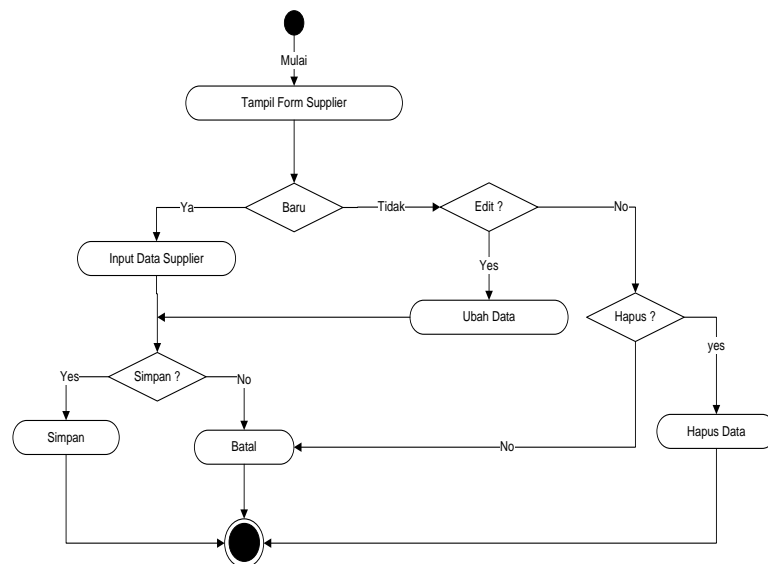 Mulai
Tampil Form Supplier
Ya
Baru
Tidak
Edit ?
No
Input Data Supplier
Yes
Ubah Data
Hapus ?
yes
Yes
Simpan ?
No
Simpan
Batal
No
Hapus Data